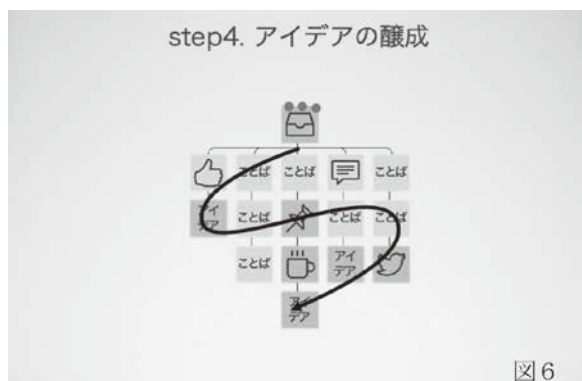 step4. アイデアの醸成
ことば ことば ことば
アイ
デア
ことば ことば ことば
ことば
アイ
デア
アイ
デア
図6